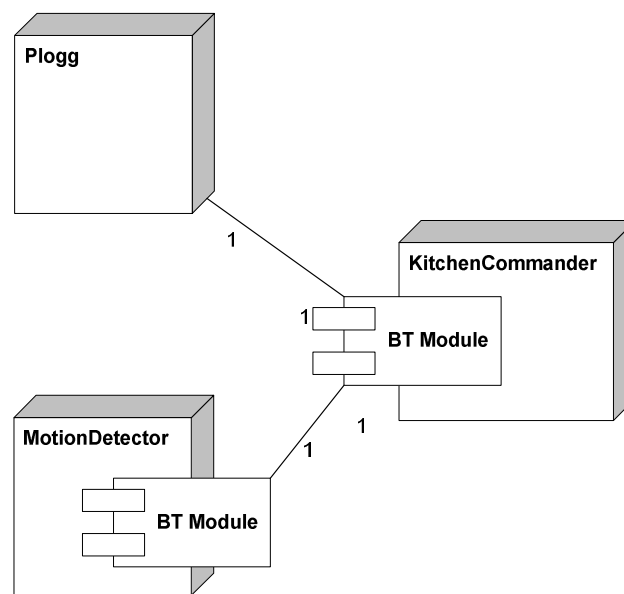 Plogg
1
KitchenCommander
1
BT Module
1
1
MotionDetector
BT Module